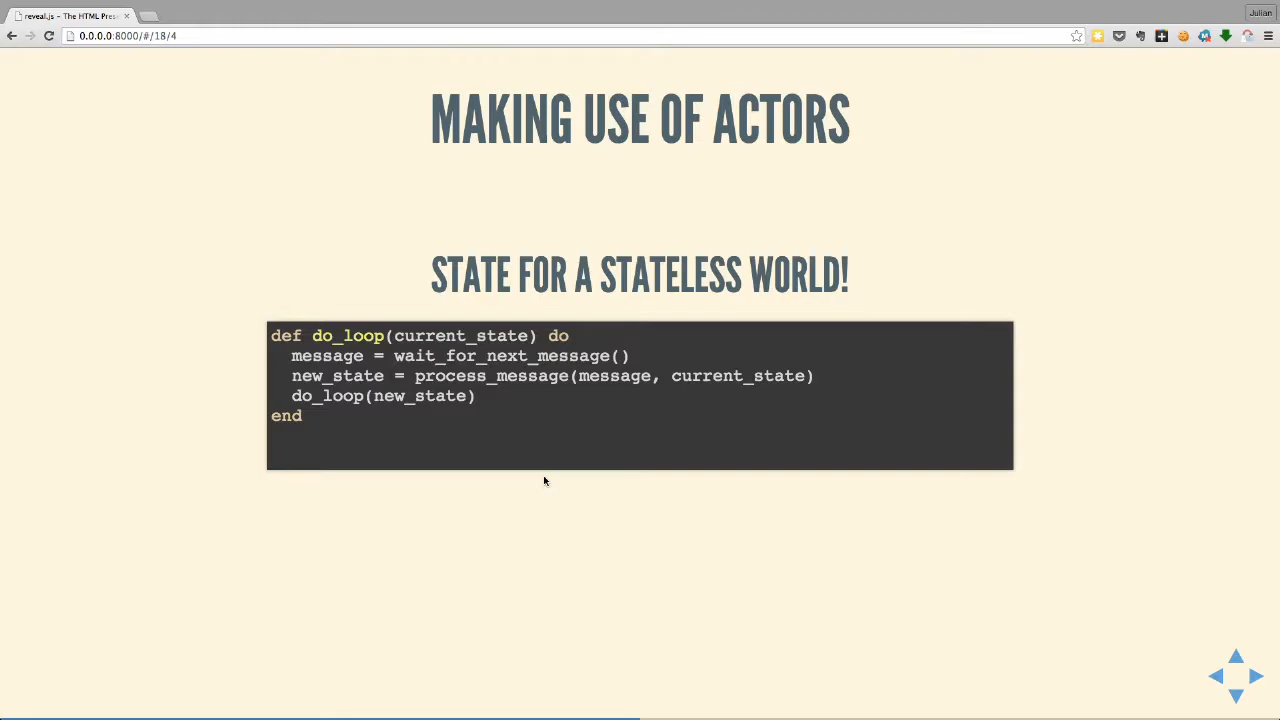 reveal.js – The HTML Pres
Julian
0.0.0.0:8000/#/18/4
MAKING USE OF ACTORS
STATE FOR A STATELESS WORLD!
def do_loop(current_state) do
  message = wait_for_next_message()
  new_state = process_message(message, current_state)
  do_loop(new_state)
end